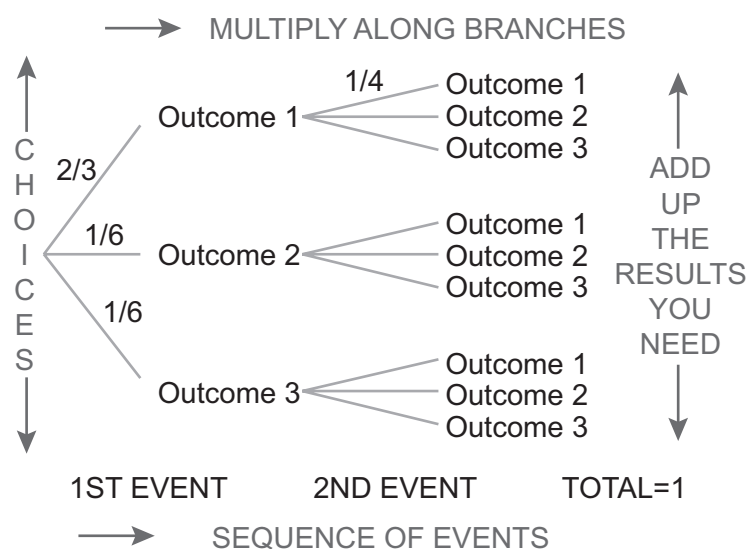 MULTIPLY ALONG BRANCHES
CHOICES
2/3
1/6
1/6
Outcome 1
Outcome 2
Outcome 3
1/4
Outcome 1
Outcome 2
Outcome 3
Outcome 1
Outcome 2
Outcome 3
Outcome 1
Outcome 2
Outcome 3
ADD
UP
THE
RESULTS
YOU
NEED
1ST EVENT 2ND EVENT TOTAL=1
SEQUENCE OF EVENTS